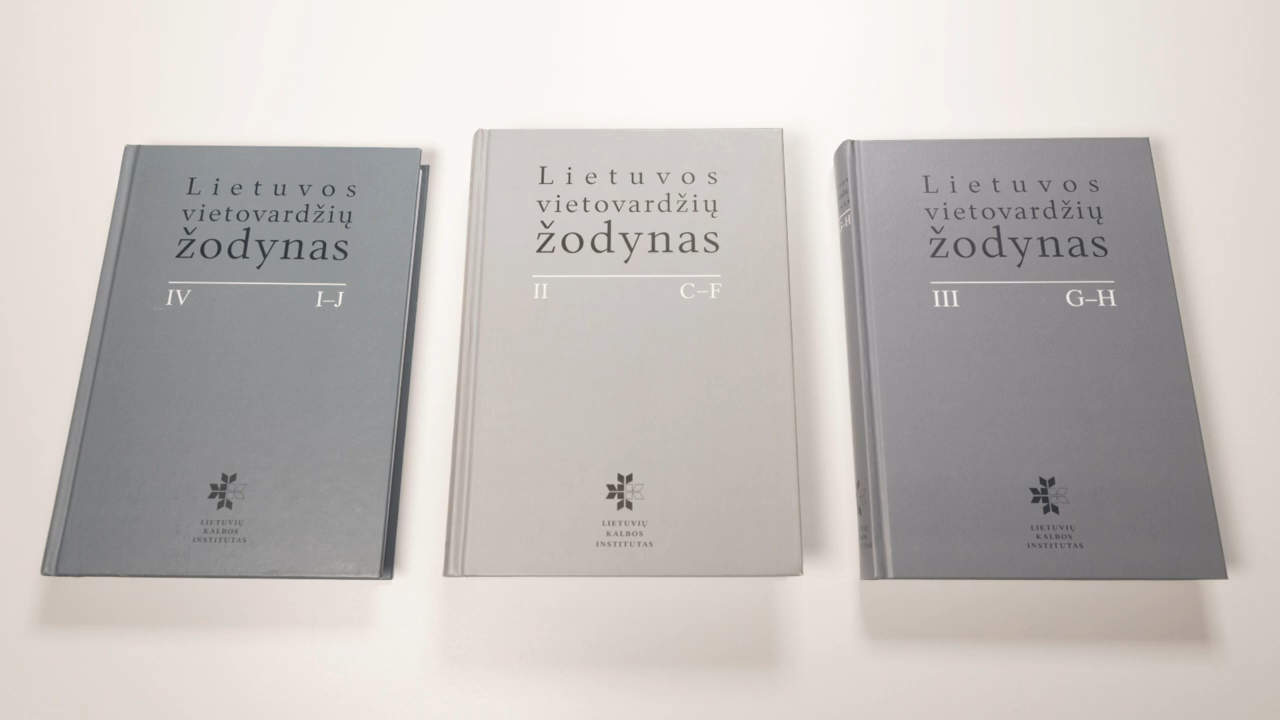 Lietuvos
vietovardžių
žodynas
IV I–J
LIETUVIŲ
KALBOS
INSTITUTAS
Lietuvos
vietovardžių
žodynas
II C–F
LIETUVIŲ
KALBOS
INSTITUTAS
Lietuvos
vietovardžių
žodynas
III G–H
LIETUVIŲ
KALBOS
INSTITUTAS